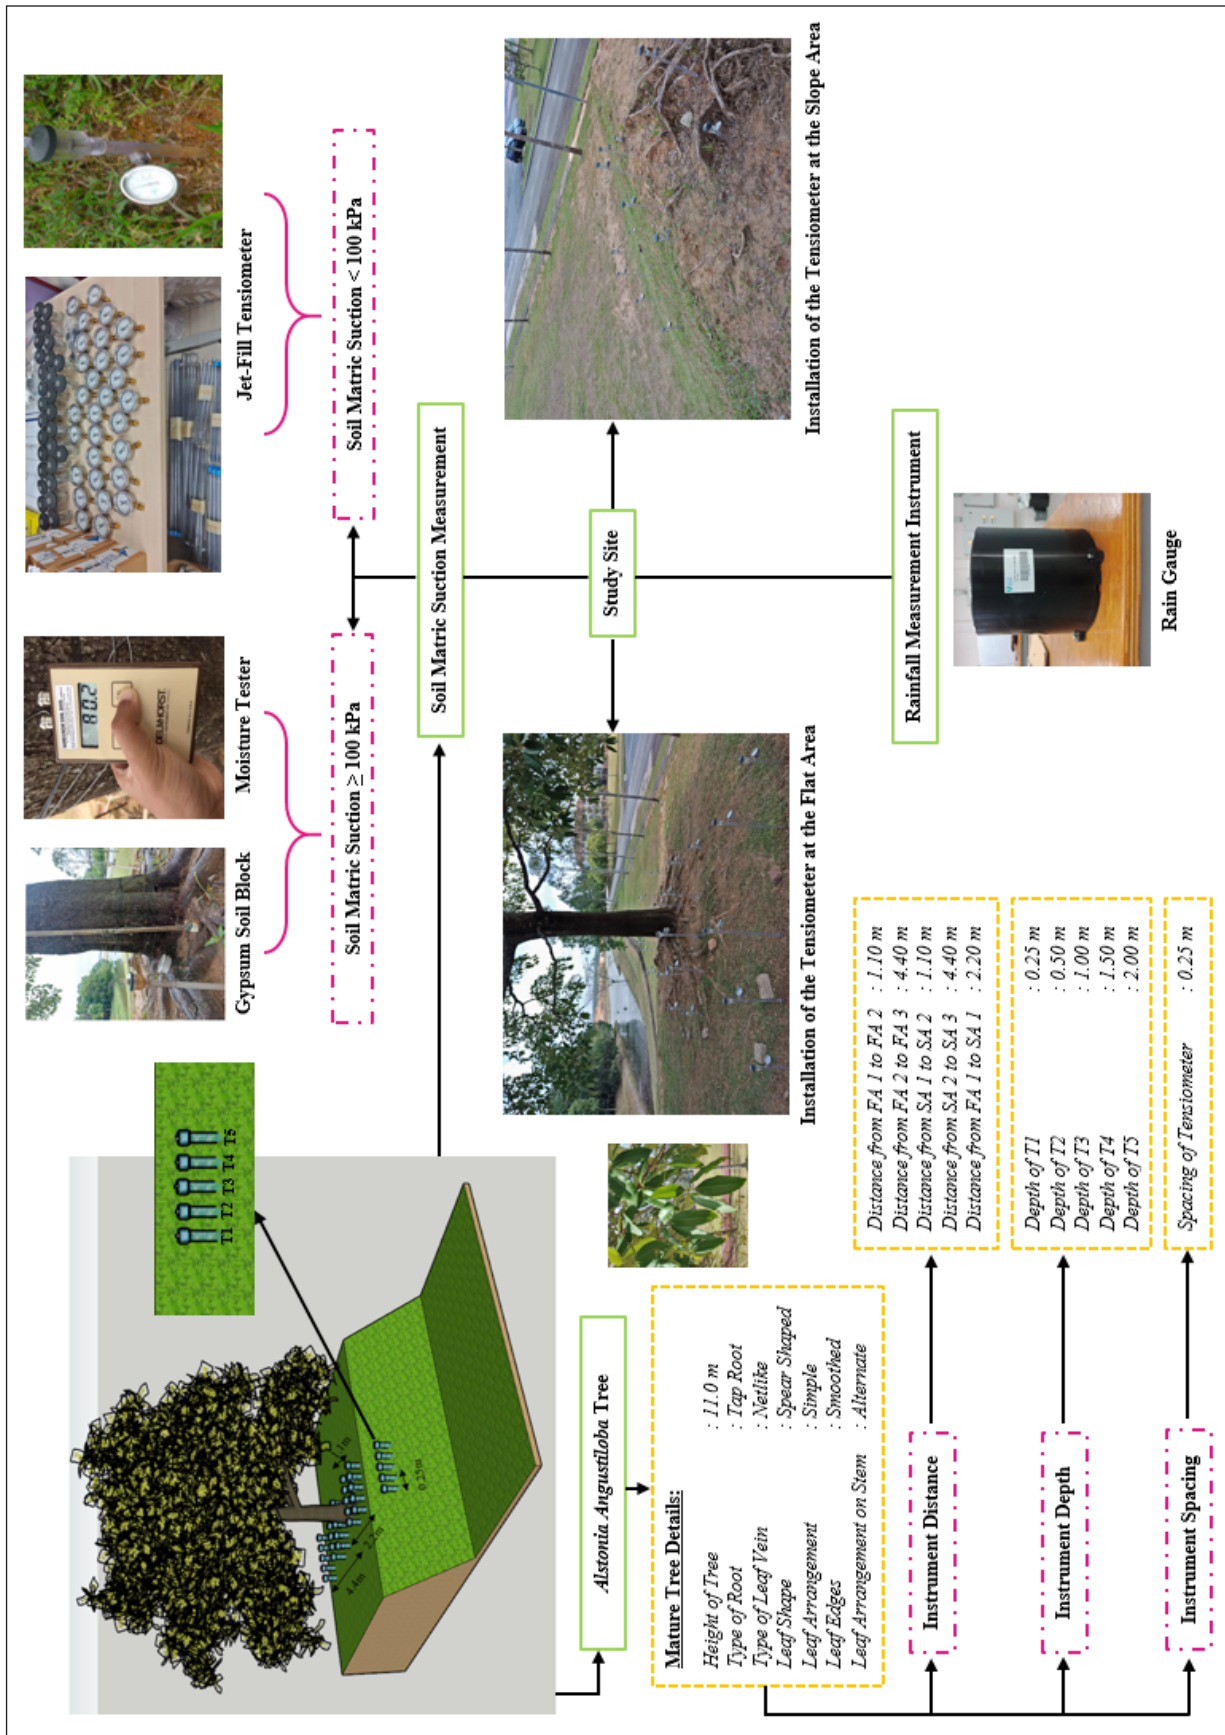 T1 T2 T3 T4 T5
1.1m
4.4m
2.2m
0.25m
Gypsum Soil Block
Moisture Tester
80.2
DELMHORST
Jet-Fill Tensiometer
Soil Matric Suction ≥ 100 kPa
Soil Matric Suction < 100 kPa
Soil Matric Suction Measurement
Study Site
Installation of the Tensiometer at the Flat Area
Installation of the Tensiometer at the Slope Area
Rainfall Measurement Instrument
Rain Gauge
Alstonia Angustiloba Tree
Mature Tree Details:
Height of Tree : 11.0 m
Type of Root : Tap Root
Type of Leaf Vein : Netlike
Leaf Shape : Spear Shaped
Leaf Arrangement : Simple
Leaf Edges : Smoothed
Leaf Arrangement on Stem : Alternate
Instrument Distance
Distance from FA 1 to FA 2 : 1.10 m
Distance from FA 2 to FA 3 : 4.40 m
Distance from SA 1 to SA 2 : 1.10 m
Distance from SA 2 to SA 3 : 4.40 m
Distance from FA 1 to SA 1 : 2.20 m
Instrument Depth
Depth of T1 : 0.25 m
Depth of T2 : 0.50 m
Depth of T3 : 1.00 m
Depth of T4 : 1.50 m
Depth of T5 : 2.00 m
Instrument Spacing
Spacing of Tensiometer : 0.25 m